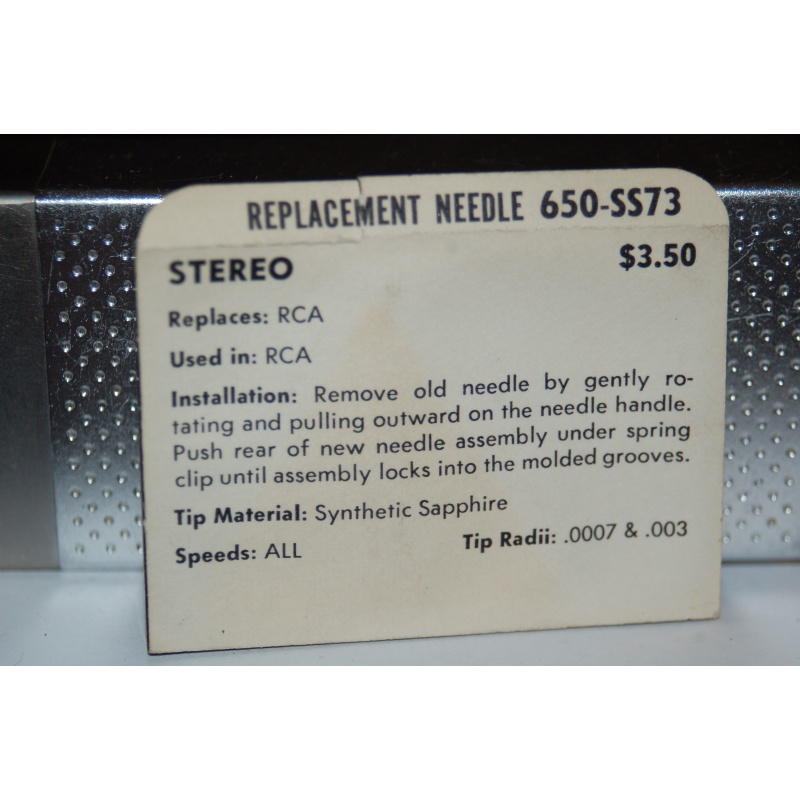 REPLACEMENT NEEDLE 650-SS73
STEREO $3.50
Replaces: RCA
Used in: RCA
Installation: Remove old needle by gently ro-
tating and pulling outward on the needle handle.
Push rear of new needle assembly under spring
clip until assembly locks into the molded grooves.
Tip Material: Synthetic Sapphire
Speeds: ALL Tip Radii: .0007 & .003